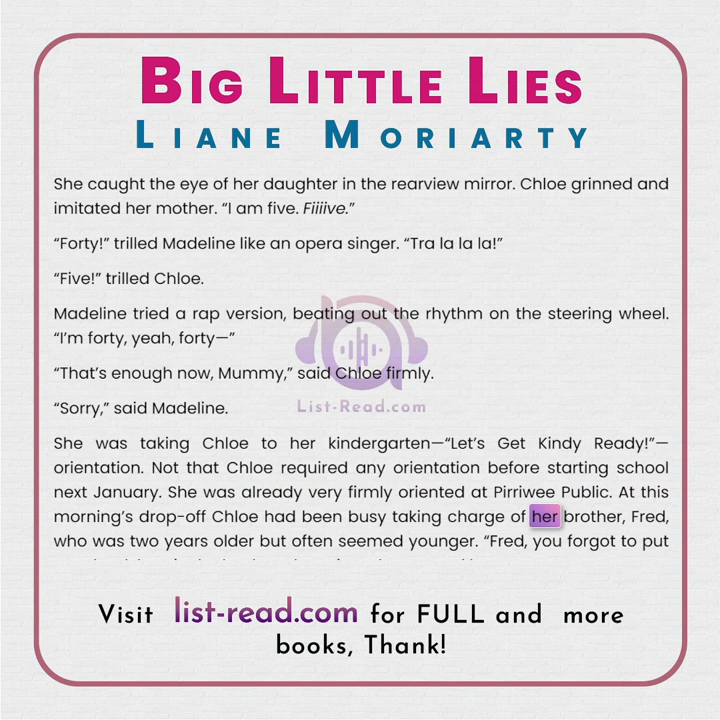 BIG LITTLE LIES
LIANE MORIARTY
She caught the eye of her daughter in the rearview mirror. Chloe grinned and
imitated her mother. “I am five. Fiiiive.”
“Forty!” trilled Madeline like an opera singer. “Tra la la la!”
“Five!” trilled Chloe.
Madeline tried a rap version, beating out the rhythm on the steering wheel.
“I’m forty, yeah, forty—”
“That’s enough now, Mummy,” said Chloe firmly.
List-Read.com
“Sorry,” said Madeline.
She was taking Chloe to her kindergarten—“Let’s Get Kindy Ready!”—
orientation. Not that Chloe required any orientation before starting school
next January. She was already very firmly oriented at Pirriwee Public. At this
morning’s drop-off Chloe had been busy taking charge of her brother, Fred,
who was two years older but often seemed younger. “Fred, you forgot to put
Visit list-read.com for FULL and more
books, Thank!